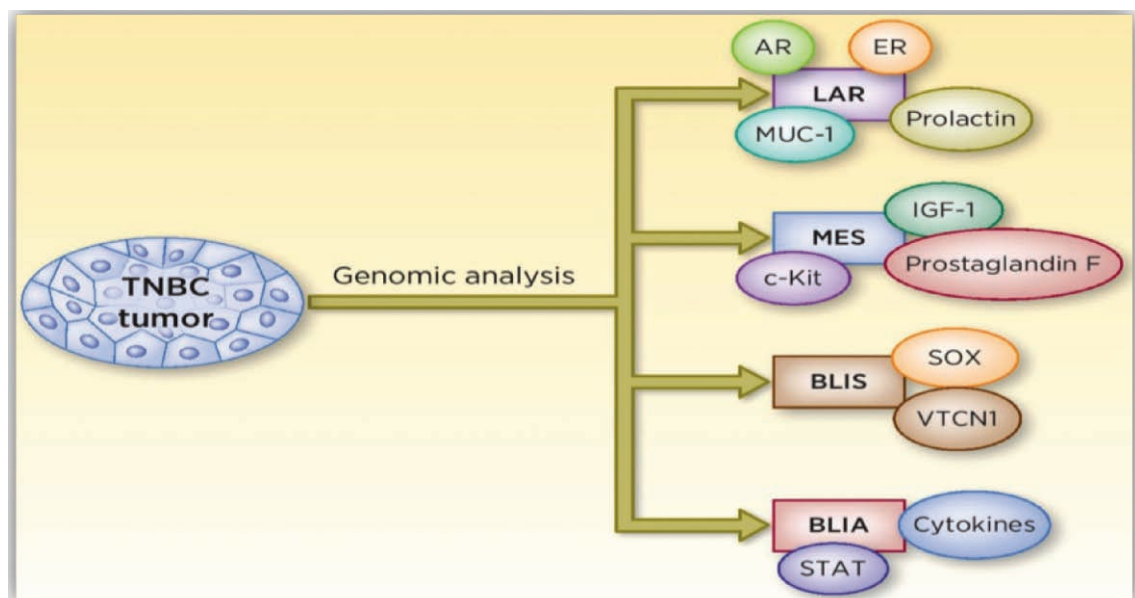 TNBC
tumor
Genomic analysis
AR
ER
LAR
MUC-1
Prolactin
IGF-1
MES
c-Kit
Prostaglandin F
SOX
BLIS
VTCN1
BLIA
Cytokines
STAT